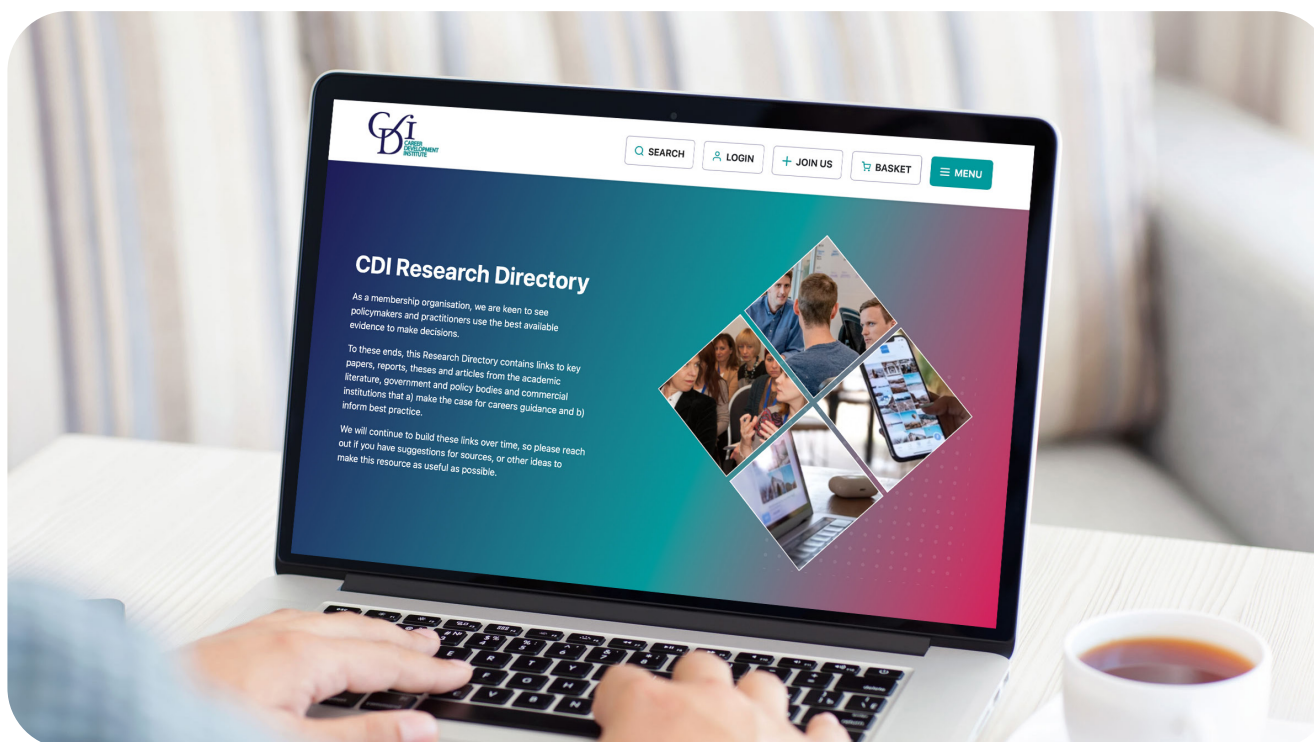 CDI
CAREER
DEVELOPMENT
INSTITUTE
SEARCH
LOGIN
JOIN US
BASKET
MENU
CDI Research Directory
As a membership organisation, we are keen to see
policymakers and practitioners use the best available
evidence to make decisions.
To these ends, this Research Directory contains links to key
papers, reports, theses and articles from the academic
literature, government and policy bodies and commercial
institutions that a) make the case for careers guidance and b)
inform best practice.
We will continue to build these links over time, so please reach
out if you have suggestions for sources, or other ideas to
make this resource as useful as possible.
delete